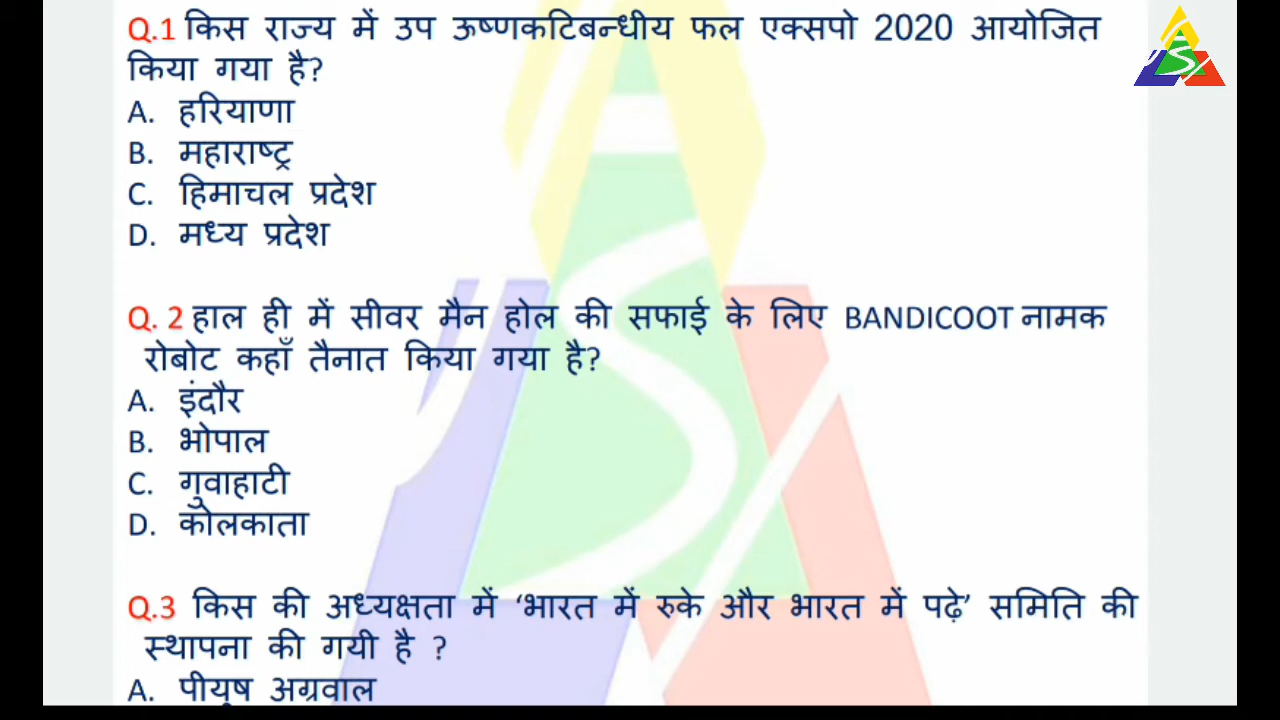 Q.1 किस राज्य में उप ऊष्णकटिबन्धीय फल एक्सपो 2020 आयोजित
किया गया है?
A. हरियाणा
B. महाराष्ट्र
C. हिमाचल प्रदेश
D. मध्य प्रदेश
Q. 2 हाल ही में सीवर मैन होल की सफाई के लिए BANDICOOT नामक
रोबोट कहाँ तैनात किया गया है?
A. इंदौर
B. भोपाल
C. गुवाहाटी
D. कोलकाता
Q.3 किस की अध्यक्षता में ‘भारत में रुके और भारत में पढ़े’ समिति की
स्थापना की गयी है ?
A. पीयूष अग्रवाल